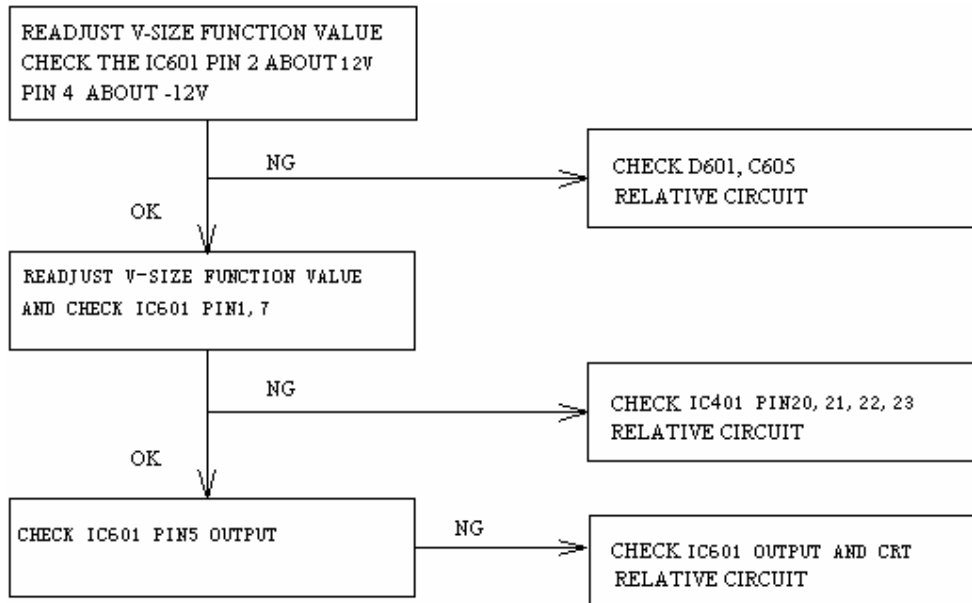 READJUST V-SIZE FUNCTION VALUE
CHECK THE IC601 PIN 2 ABOUT 12V
PIN 4 ABOUT -12V
NG
CHECK D601, C605
RELATIVE CIRCUIT
OK
READJUST V-SIZE FUNCTION VALUE
AND CHECK IC601 PIN1, 7
NG
CHECK IC401 PIN20, 21, 22, 23
RELATIVE CIRCUIT
OK
CHECK IC601 PIN5 OUTPUT
NG
CHECK IC601 OUTPUT AND CRT
RELATIVE CIRCUIT